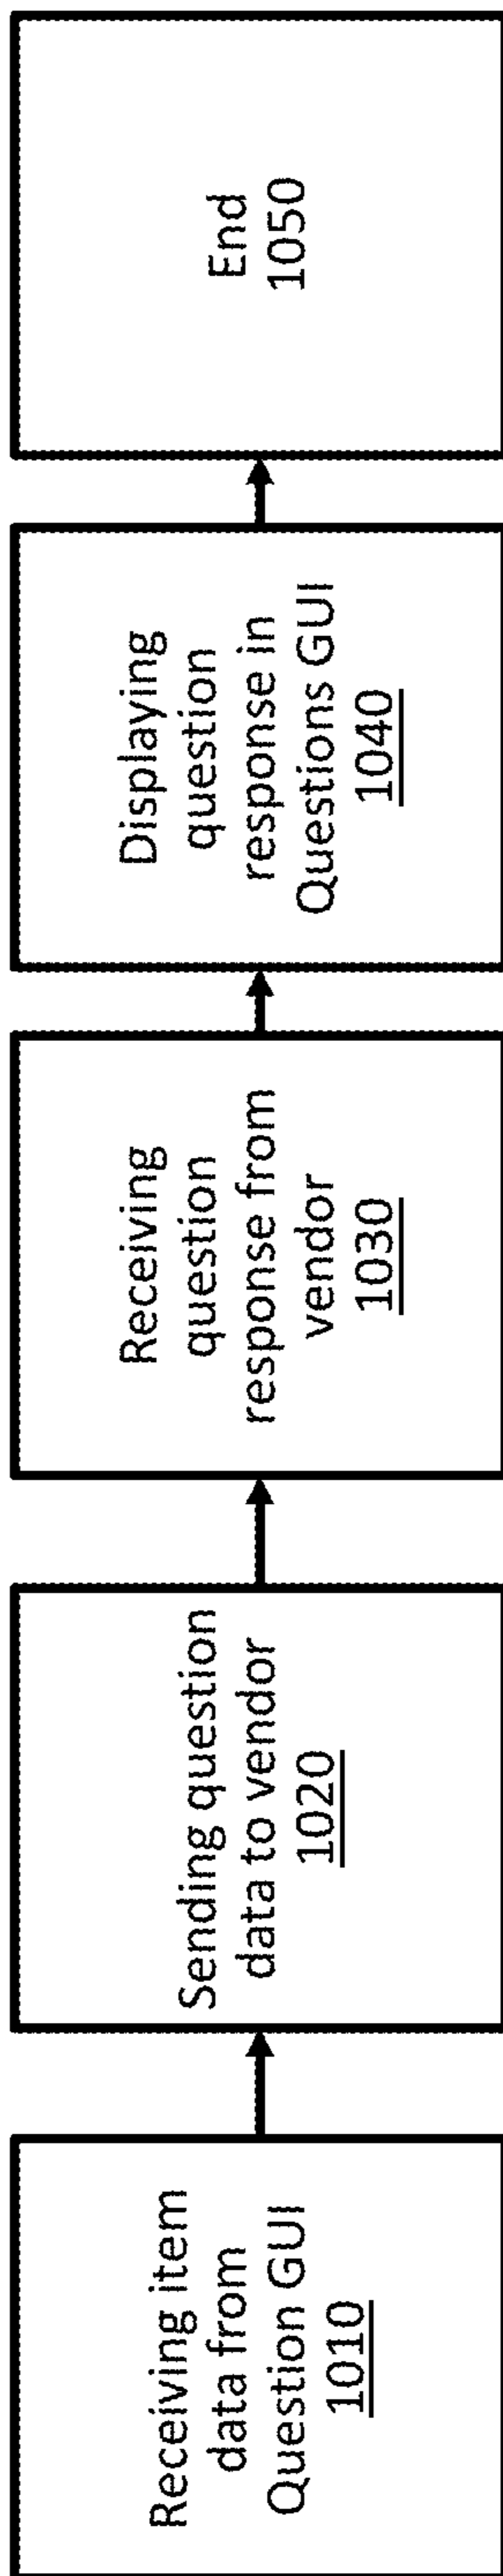 Receiving item
data from
Question GUI
1010
Sending question
data to vendor
1020
Receiving
question
response from
vendor
1030
Displaying
question
response in
Questions GUI
1040
End
1050